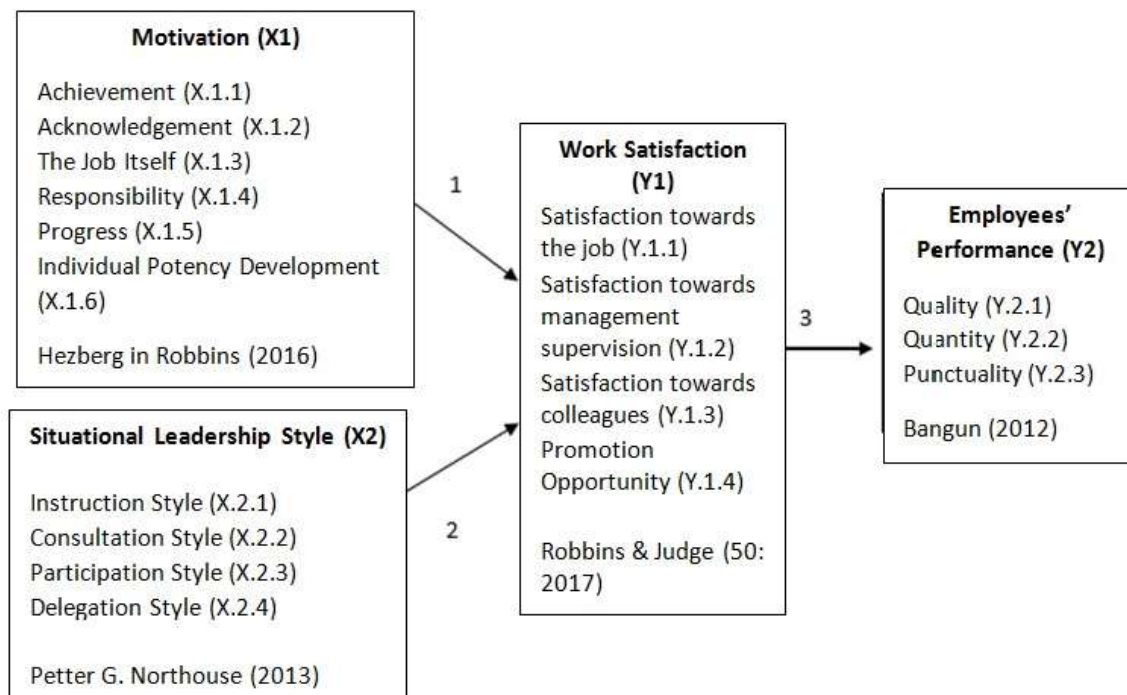 Motivation (X1)
Achievement (X.1.1)
Acknowledgement (X.1.2)
The Job Itself (X.1.3)
Responsibility (X.1.4)
Progress (X.1.5)
Individual Potency Development
(X.1.6)
Hezberg in Robbins (2016)
Situational Leadership Style (X2)
Instruction Style (X.2.1)
Consultation Style (X.2.2)
Participation Style (X.2.3)
Delegation Style (X.2.4)
Petter G. Northouse (2013)
1
2
Work Satisfaction
(Y1)
Satisfaction towards
the job (Y.1.1)
Satisfaction towards
management
supervision (Y.1.2)
Satisfaction towards
colleagues (Y.1.3)
Promotion
Opportunity (Y.1.4)
Robbins & Judge (50:
2017)
3
Employees’
Performance (Y2)
Quality (Y.2.1)
Quantity (Y.2.2)
Punctuality (Y.2.3)
Bangun (2012)